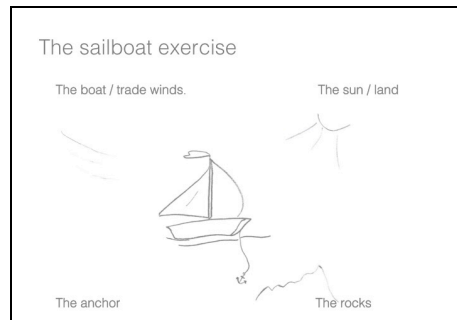 The sailboat exercise
The boat / trade winds.
The sun / land
The anchor
The rocks